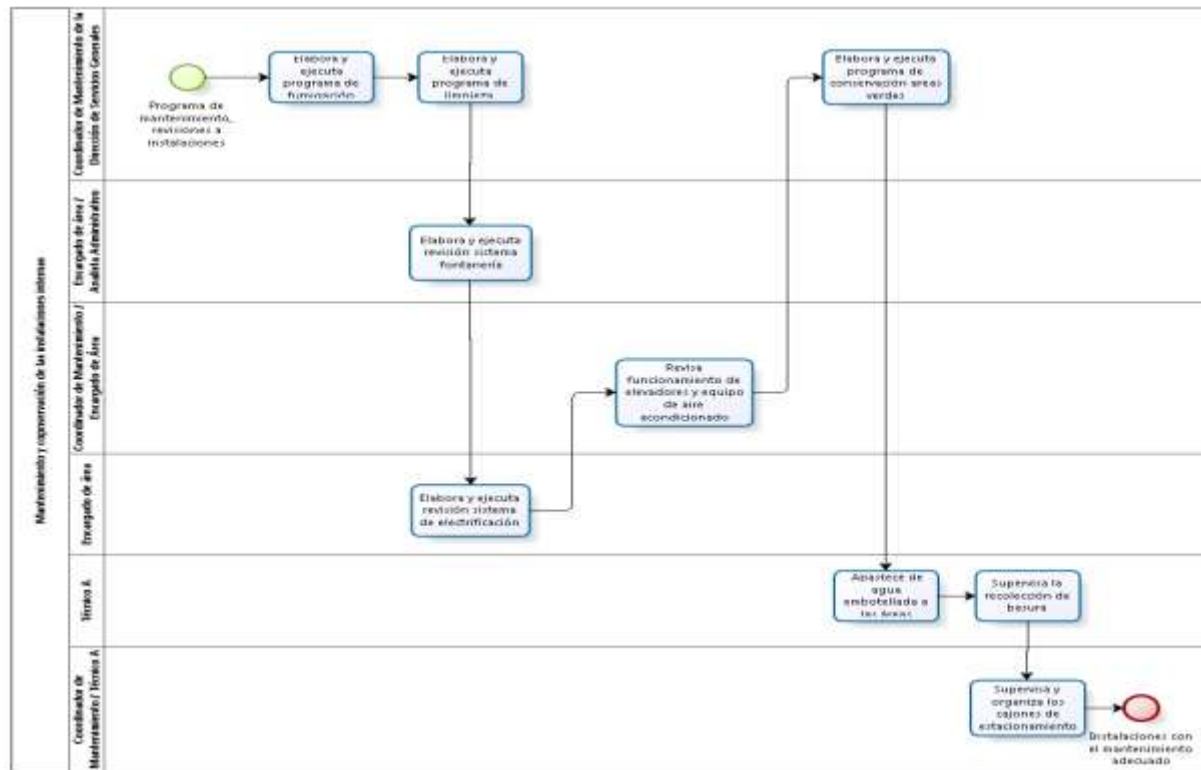 Mantenimiento y conservación de las instalaciones internas
Coordinador de Mantenimiento de la
Dirección de Servicios Generales
Programa de
mantenimiento,
revisiones a
instalaciones
Elabora y
ejecuta
programa de
fumigación
Elabora y
ejecuta
programa de
limpieza
Elabora y
ejecuta
programa de
conservación areas
verdes
Encargado de área /
Analista Administrativo
Elabora y ejecuta
revisión sistema
fontanería
Coordinador de Mantenimiento /
Encargado de Área
Revisa
funcionamiento de
elevadores y equipo
de aire
acondicionado
Encargado de área
Elabora y ejecuta
revisión sistema
de electrificación
Técnico A
Abastece de
agua
embotellada a
las áreas
Supervisa la
recolección de
basura
Coordinador de
Mantenimiento / Técnico A
Supervisa y
organiza los
cajones de
estacionamiento
Instalaciones con
el mantenimiento
adecuado